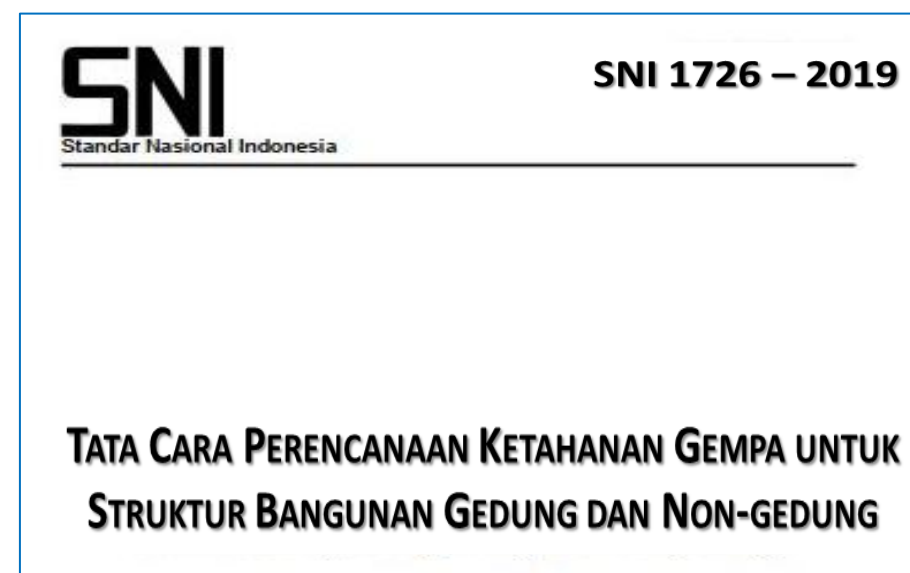 SNI
SNI 1726 – 2019
Standar Nasional Indonesia
TATA CARA PERENCANAAN KETAHANAN GEMPA UNTUK
STRUKTUR BANGUNAN GEDUNG DAN NON-GEDUNG